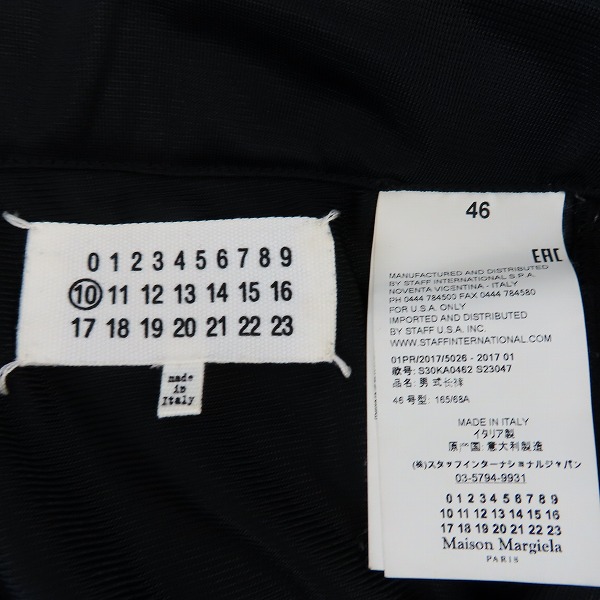 0 1 2 3 4 5 6 7 8 9
10 11 12 13 14 15 16
17 18 19 20 21 22 23
made
in
Italy
46
EAC
MANUFACTURED AND DISTRIBUTED
BY STAFF INTERNATIONAL S.P.A.
NOVENTA VICENTINA - ITALY
PH 0444 784500 FAX 0444 784580
FOR U.S.A. ONLY
IMPORTED AND DISTRIBUTED
BY STAFF U.S.A. INC.
WWW.STAFFINTERNATIONAL.COM
01PR/2017/5026 - 2017 01
款号: S30KA0462 S23047
品名: 男式长裤
46 号型: 165/68A
MADE IN ITALY
イタリア製
原产国: 意大利製造
(株)スタッフインターナショナルジャパン
03-5794-9931
0 1 2 3 4 5 6 7 8 9
10 11 12 13 14 15 16
17 18 19 20 21 22 23
Maison Margiela
PARIS